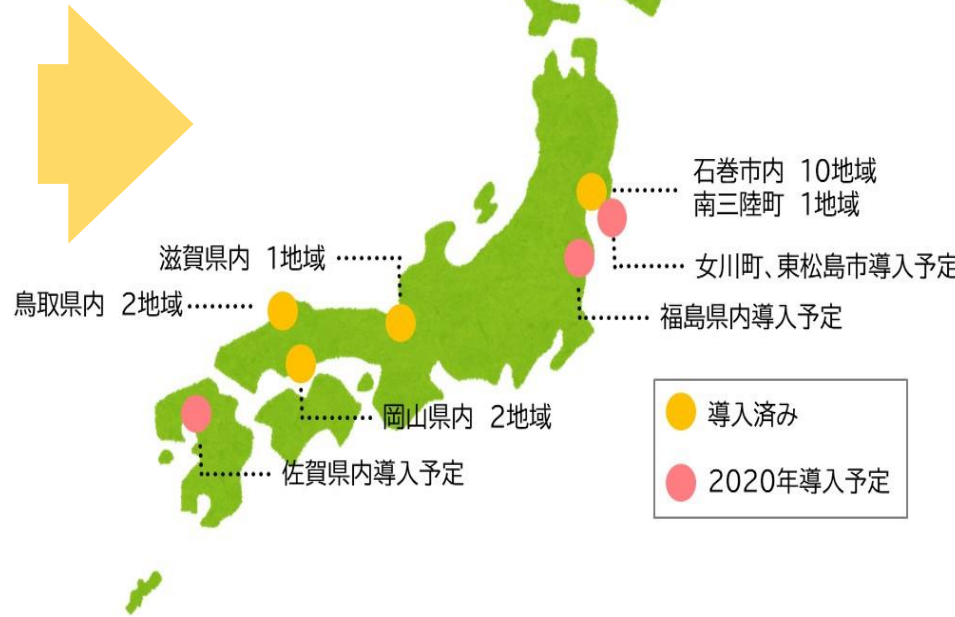 石巻市内 10地域
南三陸町 1地域
滋賀県内 1地域
女川町、東松島市導入予定
鳥取県内 2地域
福島県内導入予定
導入済み
岡山県内 2地域
佐賀県内導入予定
2020年導入予定